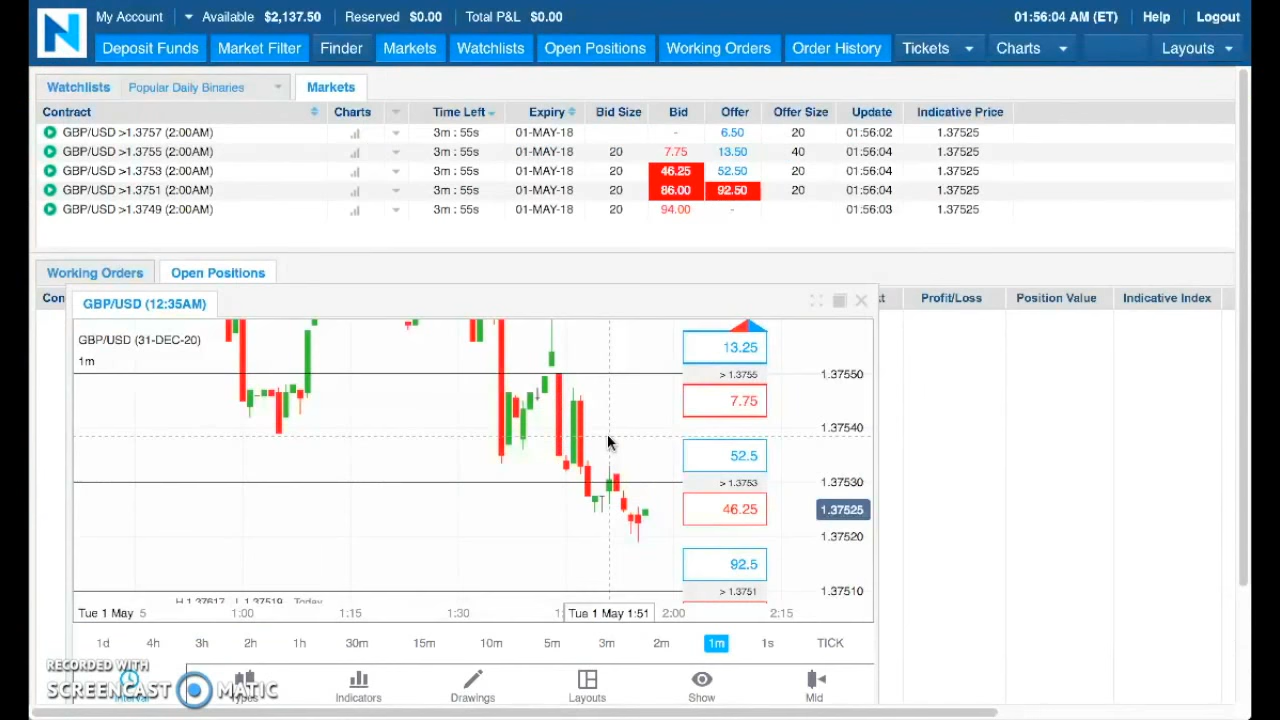 My Account Available $2,137.50 Reserved $0.00 Total P&L $0.00 01:56:04 AM (ET) Help Logout
N
Deposit Funds Market Filter Finder Markets Watchlists Open Positions Working Orders Order History Tickets Charts Layouts
Watchlists Popular Daily Binaries Markets
Contract Charts Time Left Expiry Bid Size Bid Offer Offer Size Update Indicative Price
GBP/USD >1.3757 (2:00AM) 3m : 55s 01-MAY-18 - 6.50 20 01:56:02 1.37525
GBP/USD >1.3755 (2:00AM) 3m : 55s 01-MAY-18 20 7.75 13.50 40 01:56:04 1.37525
GBP/USD >1.3753 (2:00AM) 3m : 55s 01-MAY-18 20 46.25 52.50 20 01:56:04 1.37525
GBP/USD >1.3751 (2:00AM) 3m : 55s 01-MAY-18 20 86.00 92.50 20 01:56:04 1.37525
GBP/USD >1.3749 (2:00AM) 3m : 55s 01-MAY-18 20 94.00 - 01:56:03 1.37525
Working Orders Open Positions
Con t Profit/Loss Position Value Indicative Index
GBP/USD (12:35AM)
GBP/USD (31-DEC-20)
1m
13.25
> 1.3755 1.37550
7.75
1.37540
52.5
> 1.3753 1.37530
46.25 1.37525
1.37520
92.5
> 1.3751 1.37510
H 1.37617 L 1.37519 Today
Tue 1 May 5 1:00 1:15 1:30 1: Tue 1 May 1:51 2:00 2:15
1d 4h 3h 2h 1h 30m 15m 10m 5m 3m 2m 1m 1s TICK
RECORDED WITH
SCREENCAST MATIC
Interval Types Indicators Drawings Layouts Show Mid